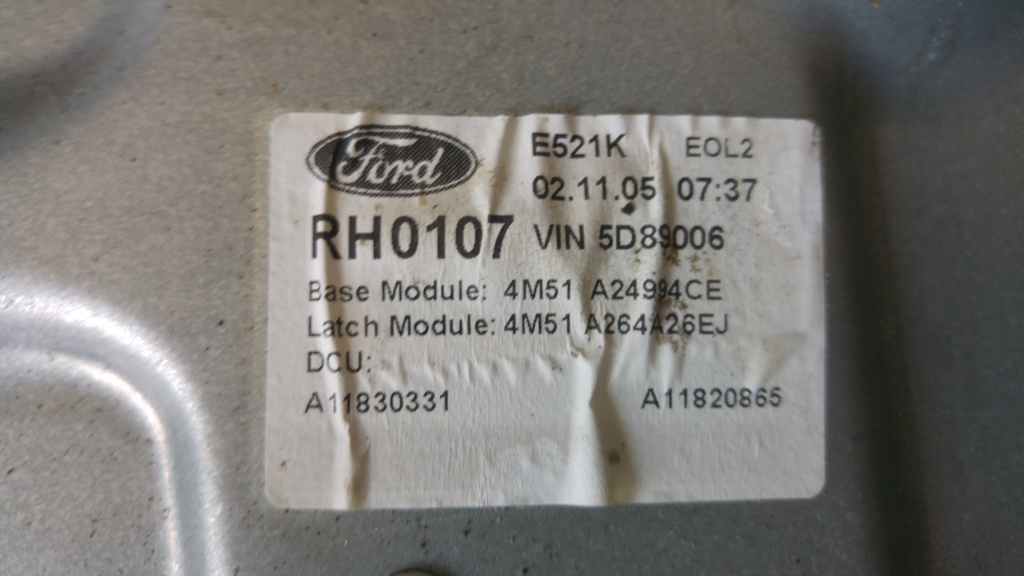 Ford E521K EOL2
02.11.05 07:37
RH0107 VIN 5D89006
Base Module: 4M51 A24994CE
Latch Module: 4M51 A264A26EJ
DCU:
A11830331 A11820865